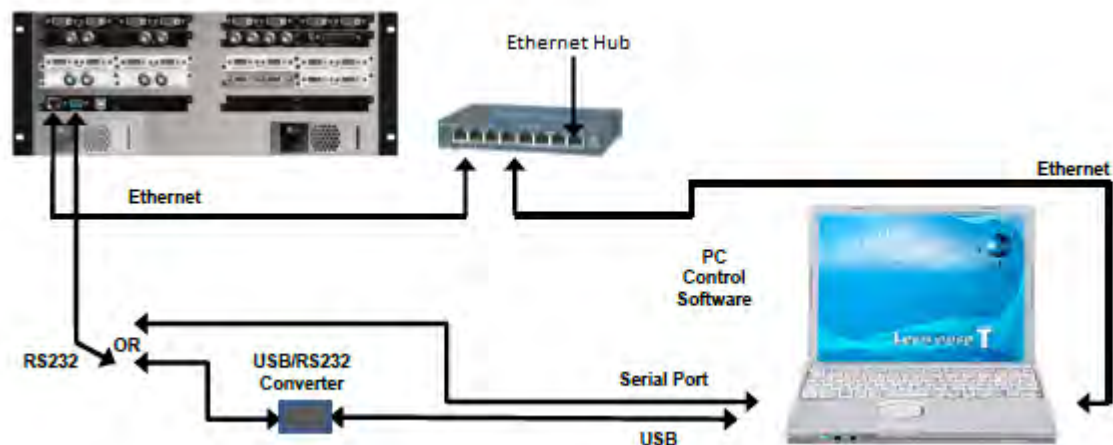 Ethernet Hub
Ethernet
Ethernet
PC
Control
Software
OR
RS232
USB/RS232
Converter
Serial Port
USB